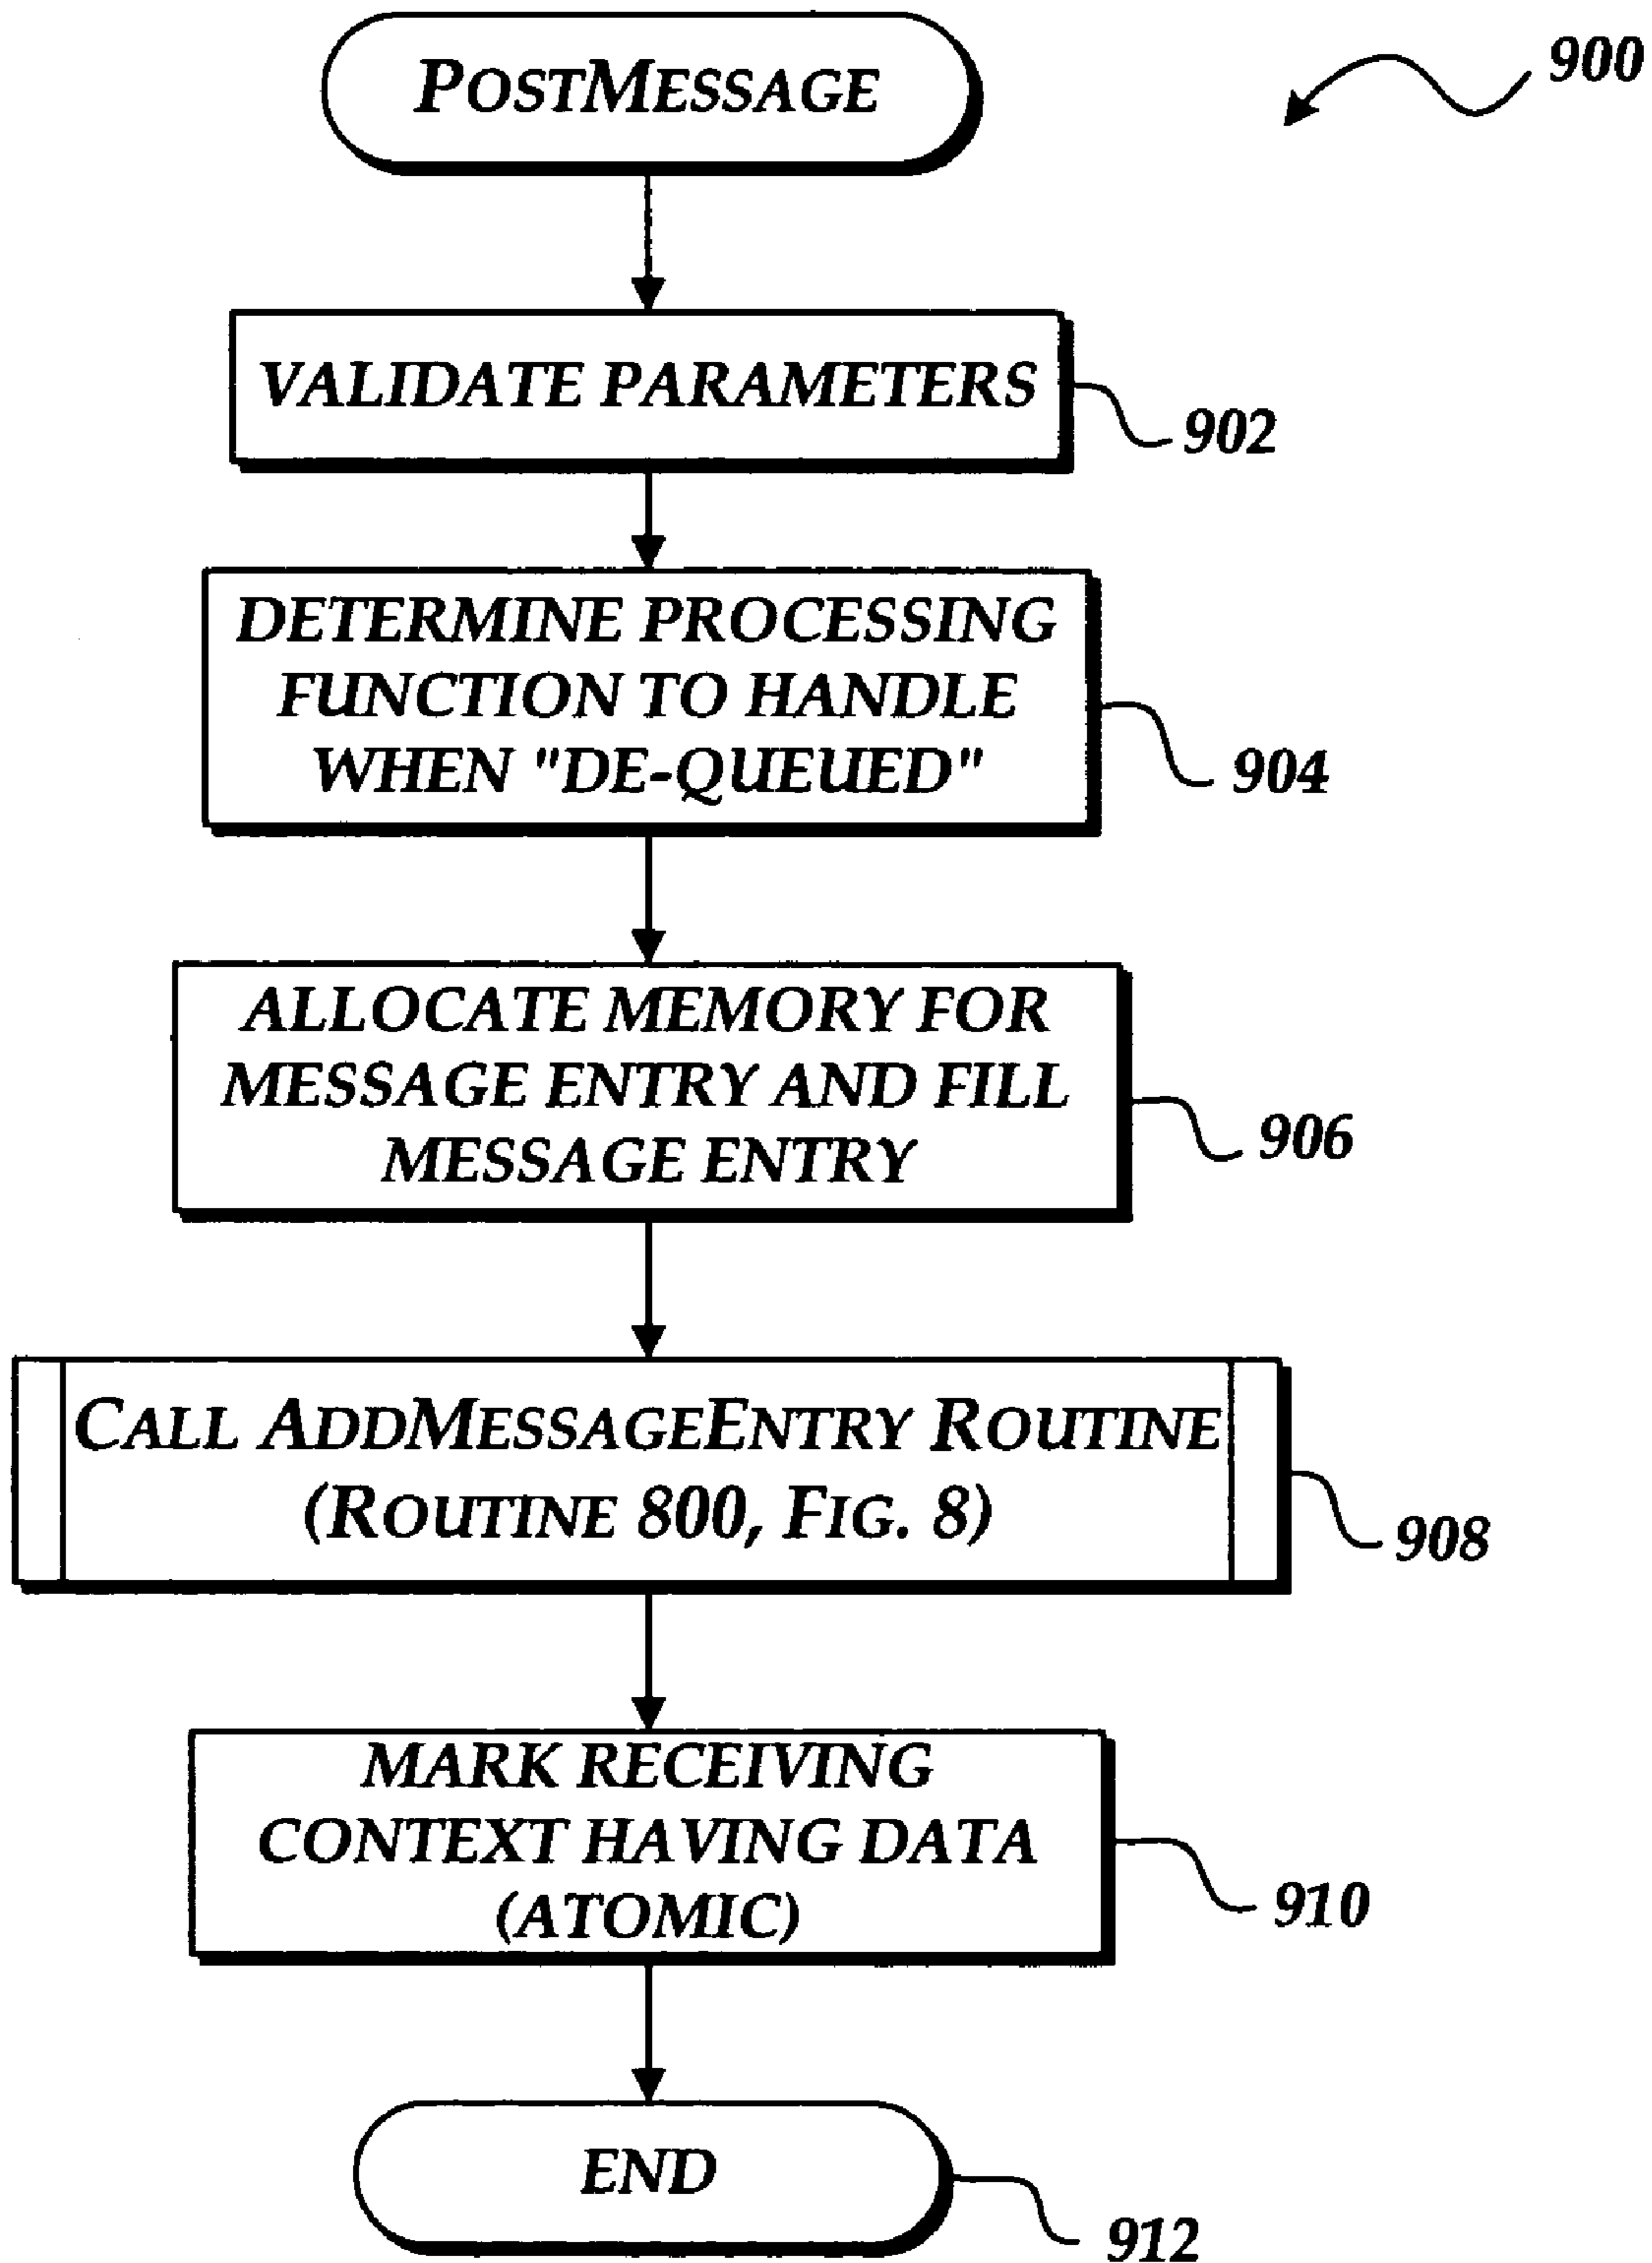 POSTMESSAGE
900
VALIDATE PARAMETERS
902
DETERMINE PROCESSING
FUNCTION TO HANDLE
WHEN "DE-QUEUED"
904
ALLOCATE MEMORY FOR
MESSAGE ENTRY AND FILL
MESSAGE ENTRY
906
CALL ADDMESSAGEENTRY ROUTINE
(ROUTINE 800, FIG. 8)
908
MARK RECEIVING
CONTEXT HAVING DATA
(ATOMIC)
910
END
912